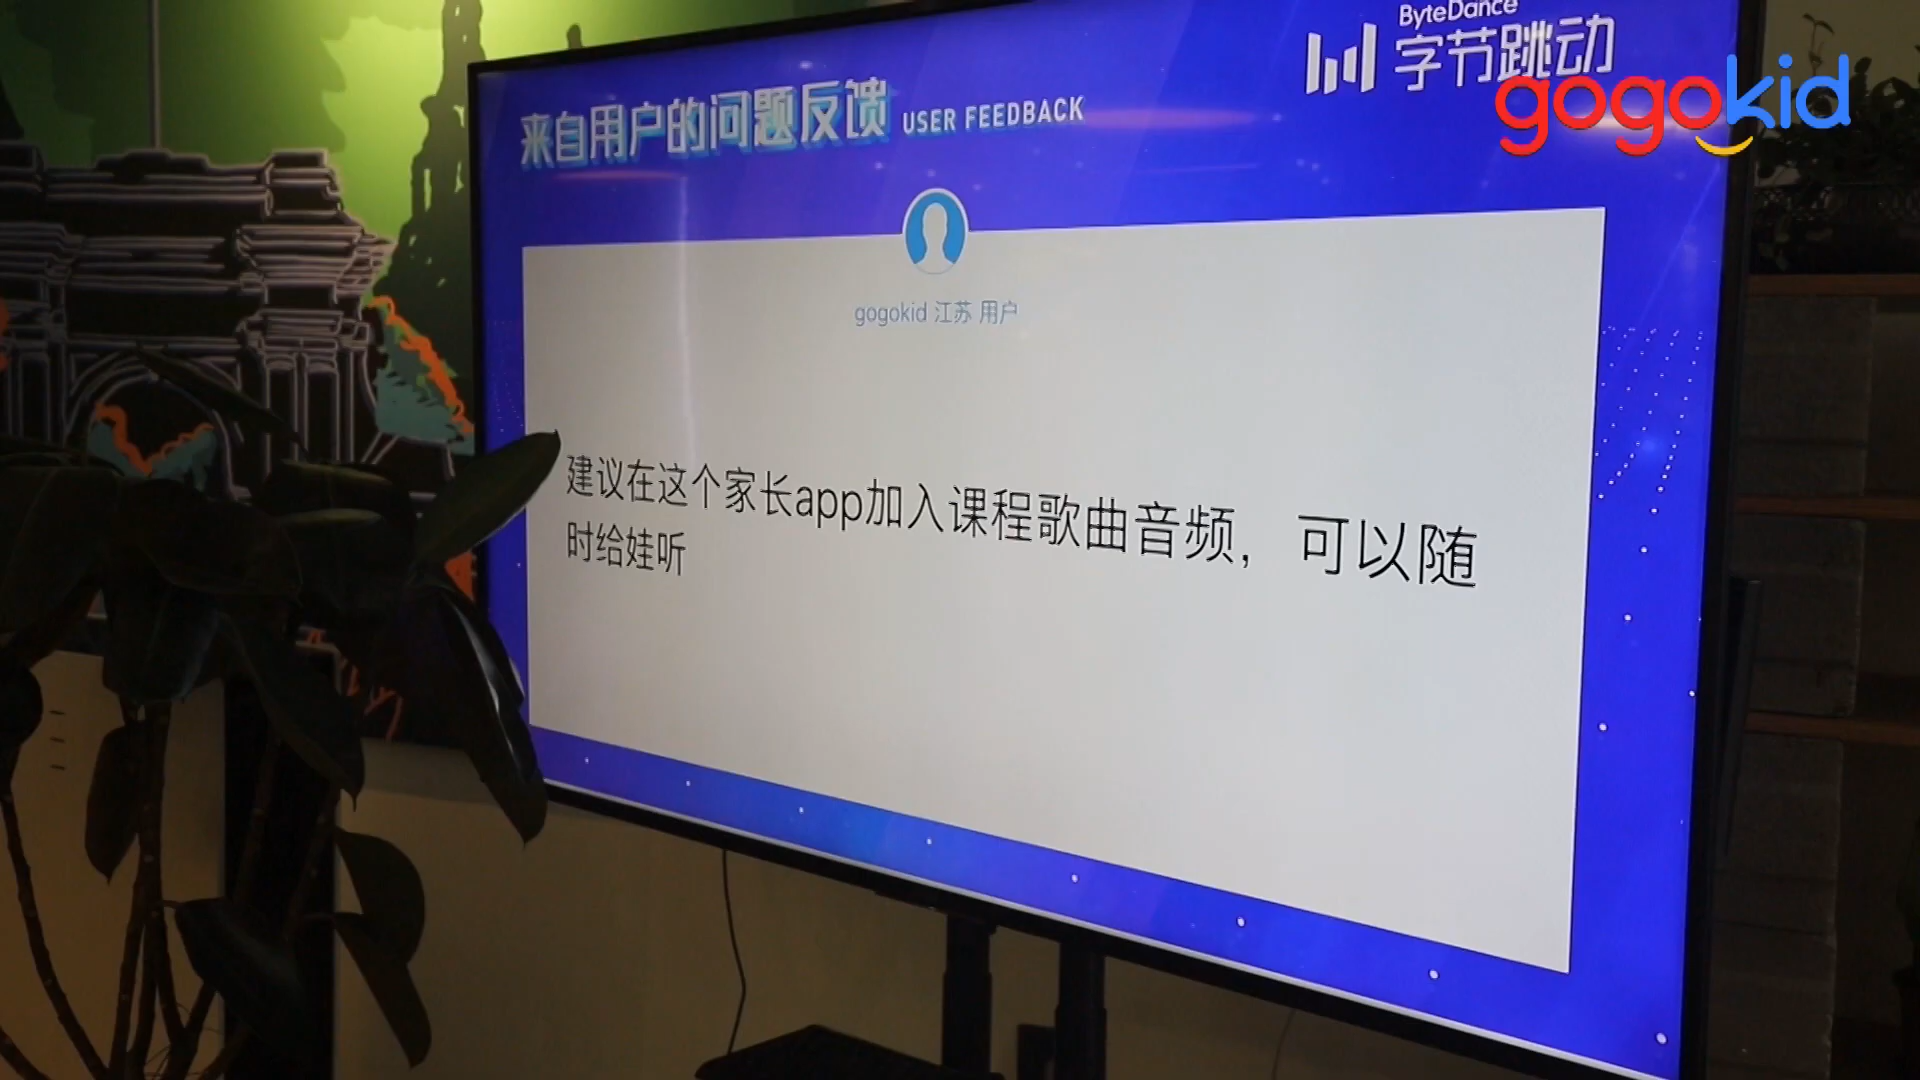 ByteDance
字节跳动
gogokid
来自用户的问题反馈 USER FEEDBACK
gogokid 江苏 用户
建议在这个家长app加入课程歌曲音频，可以随
时给娃听